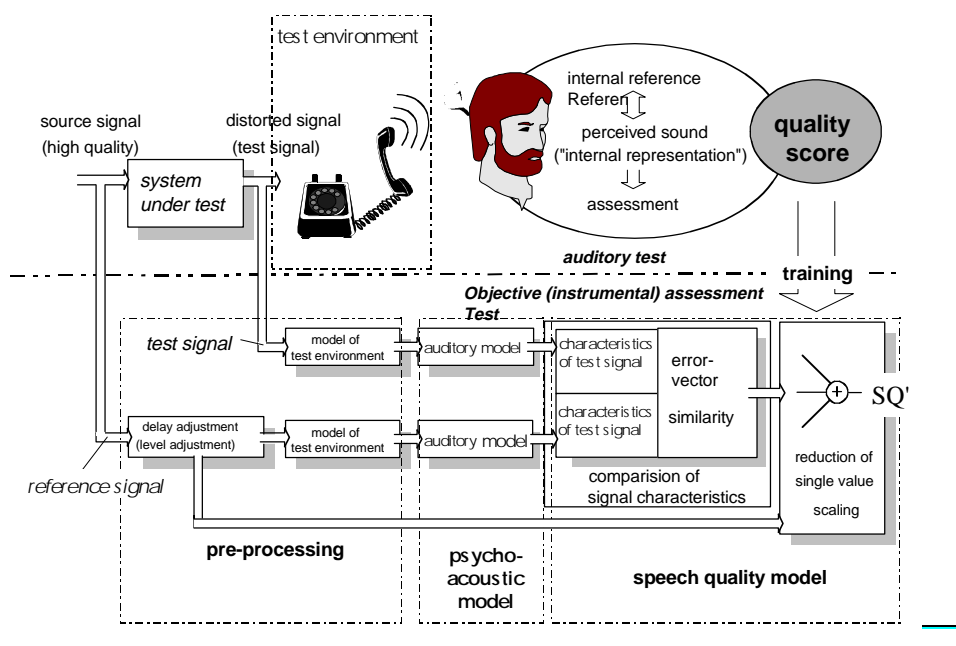 test environment
source signal
(high quality)
distorted signal
(test signal)
system
under test
internal reference
Referen
perceived sound
("internal representation")
assessment
quality
score
auditory test
training
Objective (instrumental) assessment
Test
test signal
model of
test environment
auditory model
characteristics
of test signal
error-
vector
similarity
SQ'
delay adjustment
(level adjustment)
model of
test environment
auditory model
characteristics
of test signal
reference signal
comparision of
signal characteristics
reduction of
single value
scaling
pre-processing
psycho-
acoustic
model
speech quality model